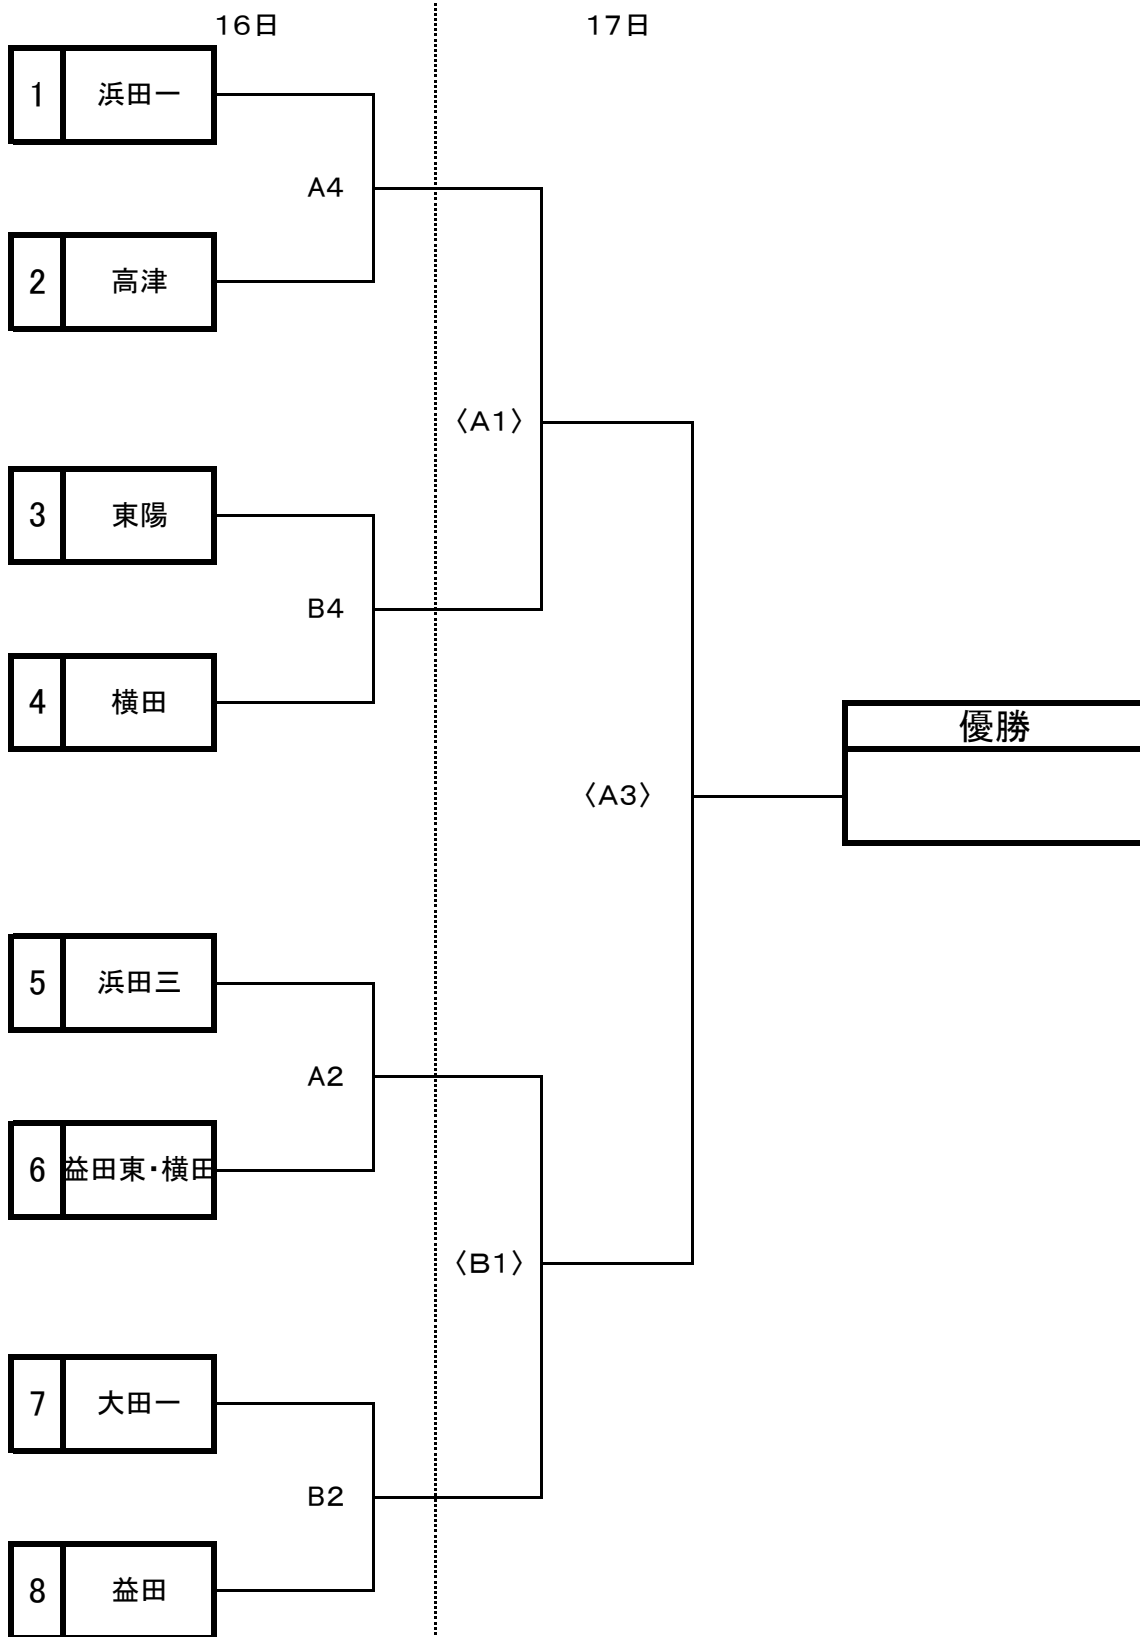 16日
17日
1 浜田一
A4
2 高津
〈A1〉
3 東陽
B4
4 横田
優勝
〈A3〉
5 浜田三
A2
6 益田東・横田
〈B1〉
7 大田一
B2
8 益田